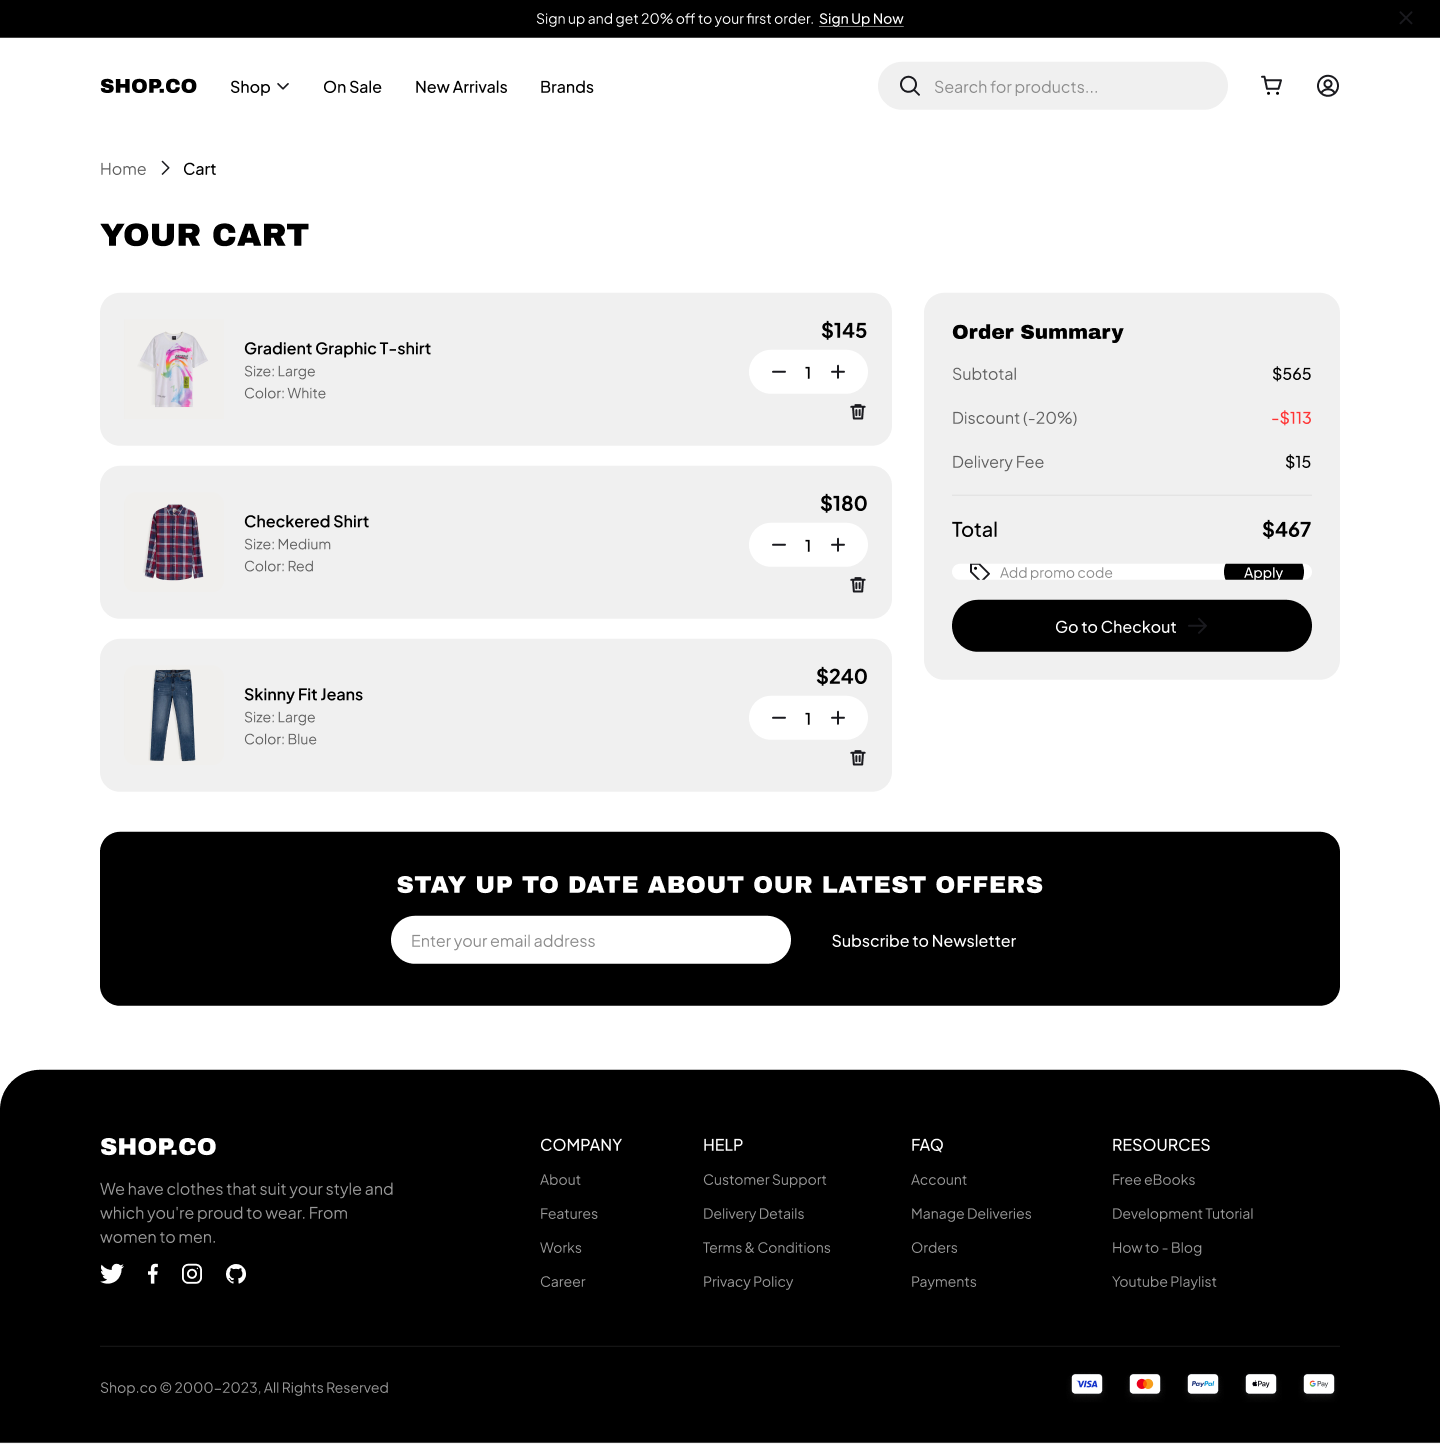 Sign up and get 20% off to your first order. Sign Up Now
SHOP.CO
Shop
On Sale
New Arrivals
Brands
Search for products...
Home
Cart
YOUR CART
Gradient Graphic T-shirt
Size: Large
Color: White
$145
1
Checkered Shirt
Size: Medium
Color: Red
$180
1
Skinny Fit Jeans
Size: Large
Color: Blue
$240
1
Order Summary
Subtotal $565
Discount (-20%) -$113
Delivery Fee $15
Total $467
Add promo code
Apply
Go to Checkout
STAY UP TO DATE ABOUT OUR LATEST OFFERS
Enter your email address
Subscribe to Newsletter
SHOP.CO
We have clothes that suit your style and
which you're proud to wear. From
women to men.
COMPANY
About
Features
Works
Career
HELP
Customer Support
Delivery Details
Terms & Conditions
Privacy Policy
FAQ
Account
Manage Deliveries
Orders
Payments
RESOURCES
Free eBooks
Development Tutorial
How to - Blog
Youtube Playlist
Shop.co © 2000-2023, All Rights Reserved
VISA
PayPal
Pay
G Pay